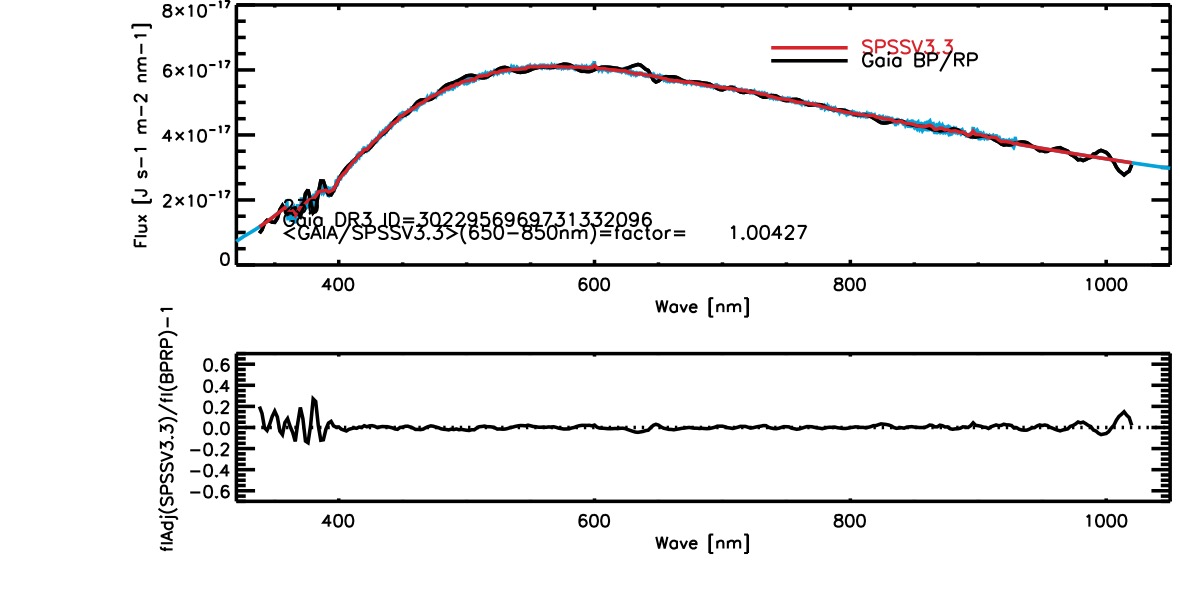 8×10⁻¹⁷
6×10⁻¹⁷
4×10⁻¹⁷
2×10⁻¹⁷
0
Flux [J s−1 m−2 nm−1]
SPSSV3.3
Gaia BP/RP
Gaia DR3 ID=3022956969731332096
<GAIA/SPSSV3.3>(650−850nm)=factor= 1.00427
400 600 800 1000
Wave [nm]
flAdj(SPSSV3.3)/fl(BPRP)−1
0.6
0.4
0.2
0.0
−0.2
−0.4
−0.6
400 600 800 1000
Wave [nm]